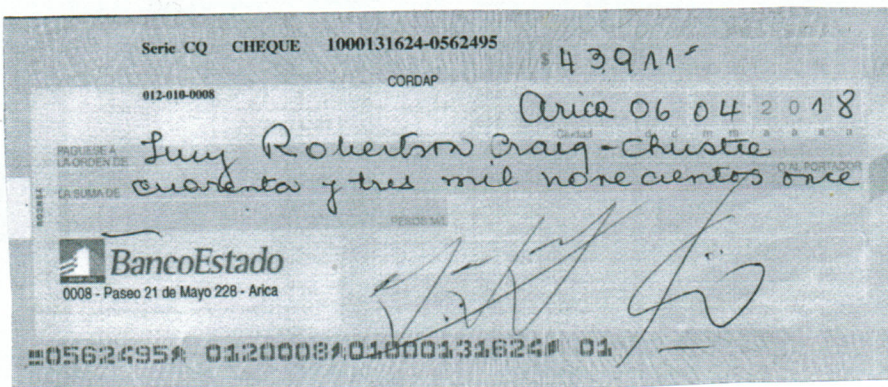 Serie CQ CHEQUE 1000131624-0562495
$ 43911=
CORDAP
012-010-0008
Arica 06 04 2018
Ciudad d d m m a a a a
PAGUESE A
LA ORDEN DE
Lucy Robertson Craig-Christie
O AL PORTADOR
LA SUMA DE
cuarenta y tres mil novecientos once
PESOS M/L
BancoEstado
0008 - Paseo 21 de Mayo 228 - Arica
0562495 0120008 01000131624 01